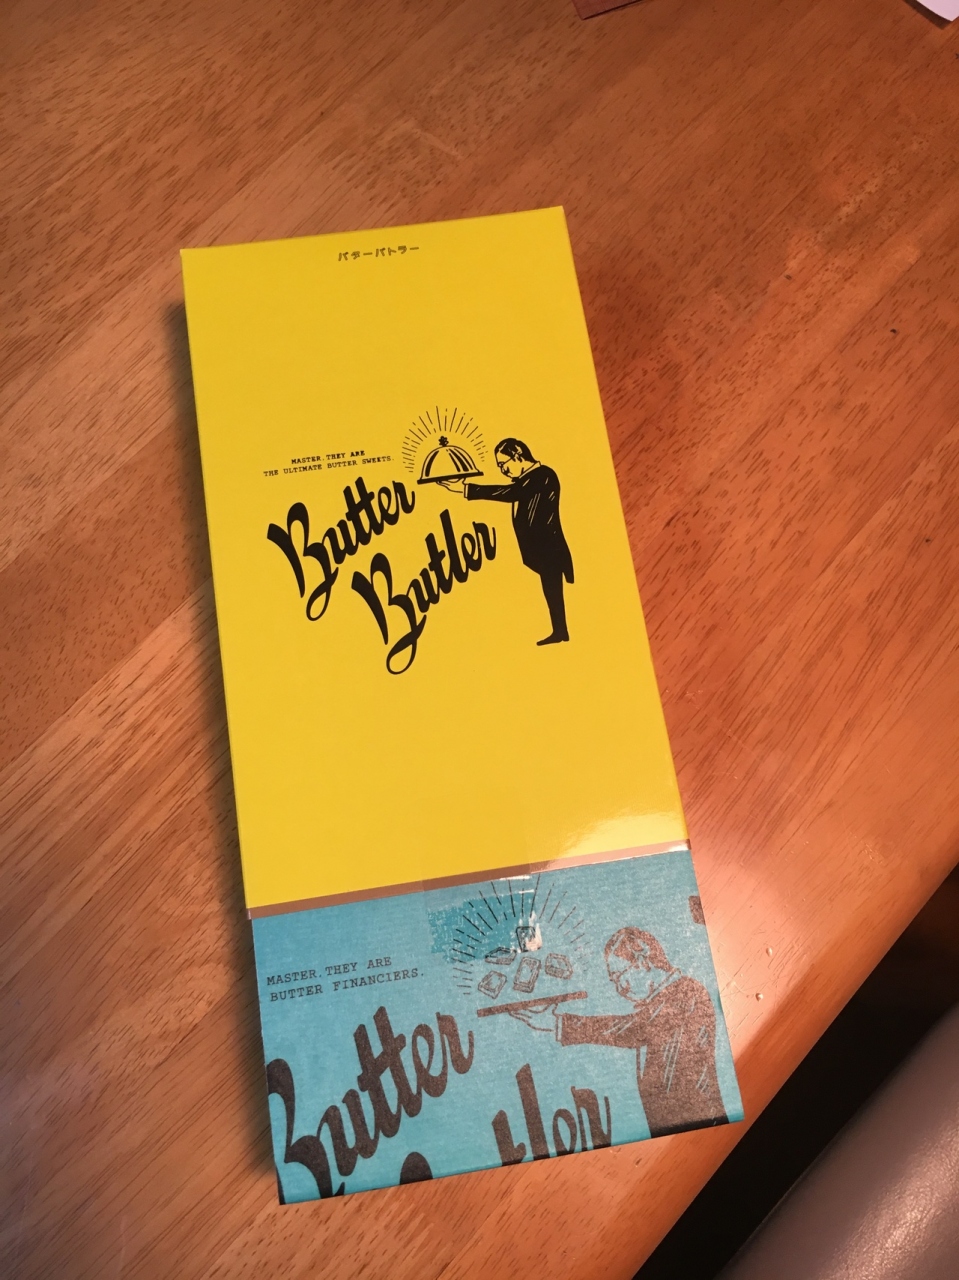 バターバトラー
MASTER. THEY ARE
THE ULTIMATE BUTTER SWEETS.
Butter
Butler
MASTER. THEY ARE
BUTTER FINANCIERS.
Butter
Butler